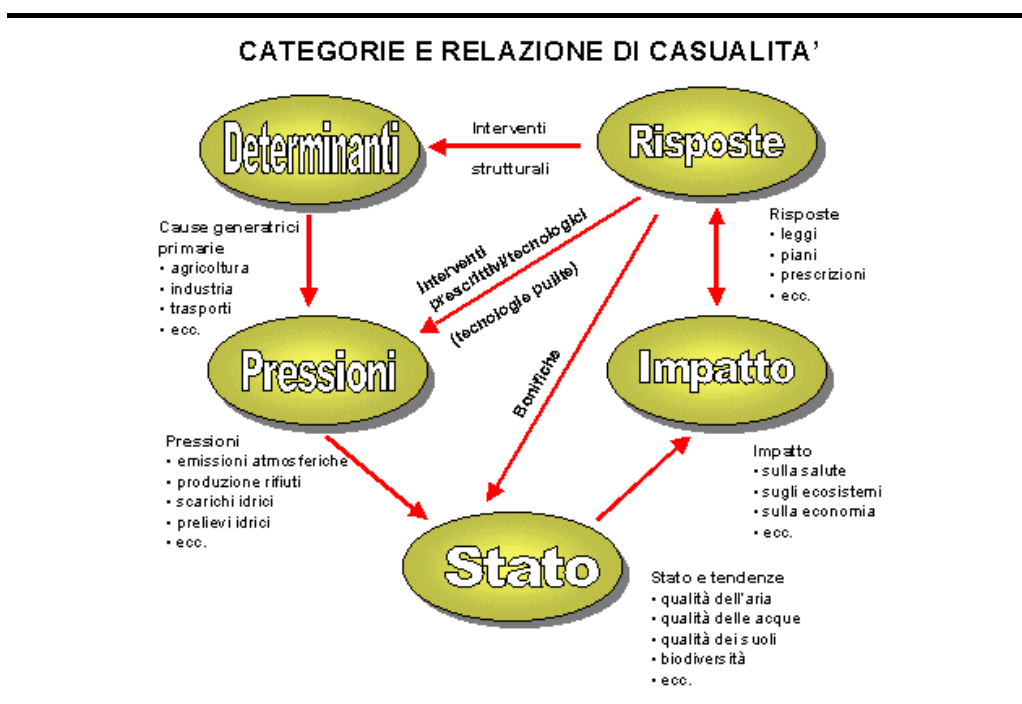 CATEGORIE E RELAZIONE DI CASUALITA'
Determinanti
Interventi
strutturali
Risposte
Cause generatrici
primarie
• agricoltura
• industria
• trasporti
• ecc.
Interventi
prescrittivi/tecnologici
(tecnologie pulite)
Bonifiche
Risposte
• leggi
• piani
• prescrizioni
• ecc.
Pressioni
Impatto
Pressioni
• emissioni atmosferiche
• produzione rifiuti
• scarichi idrici
• prelievi idrici
• ecc.
Impatto
• sulla salute
• sugli ecosistemi
• sulla economia
• ecc.
Stato
Stato e tendenze
• qualità dell'aria
• qualità delle acque
• qualità dei suoli
• biodiversità
• ecc.